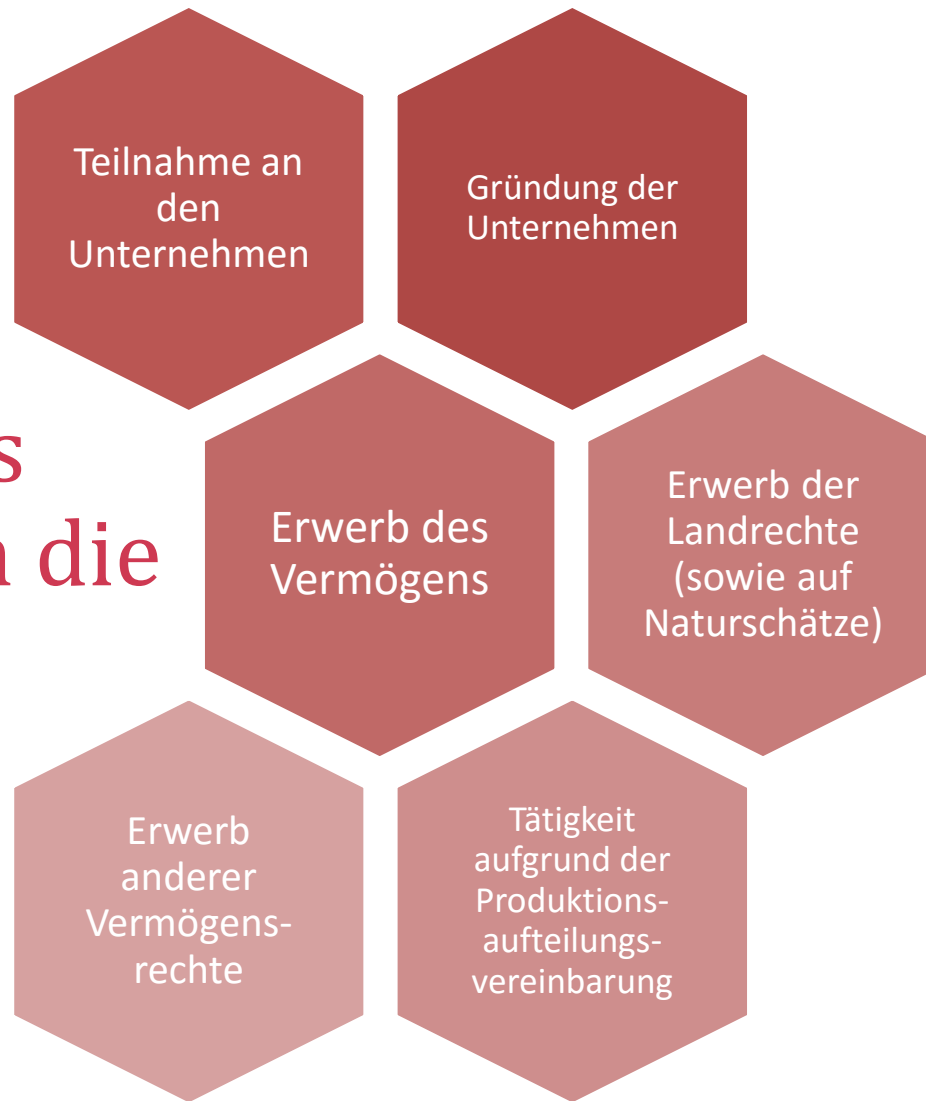 Teilnahme an
den
Unternehmen
Gründung der
Unternehmen
die
Erwerb des
Vermögens
Erwerb der
Landrechte
(sowie auf
Naturschätze)
Erwerb
anderer
Vermögens-
rechte
Tätigkeit
aufgrund der
Produktions-
aufteilungs-
vereinbarung